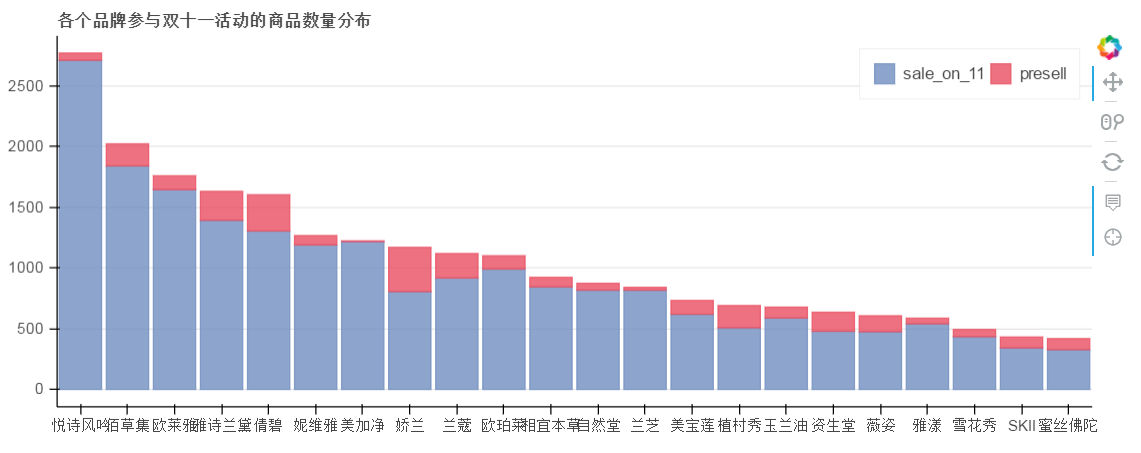 各个品牌参与双十一活动的商品数量分布
sale_on_11 presell
2500
2000
1500
1000
500
0
悦诗风吟 佰草集 欧莱雅 雅诗兰黛 倩碧 妮维雅 美加净 娇兰 兰蔻 欧珀莱 相宜本草 自然堂 兰芝 美宝莲 植村秀 玉兰油 资生堂 薇姿 雅漾 雪花秀 SKII 蜜丝佛陀